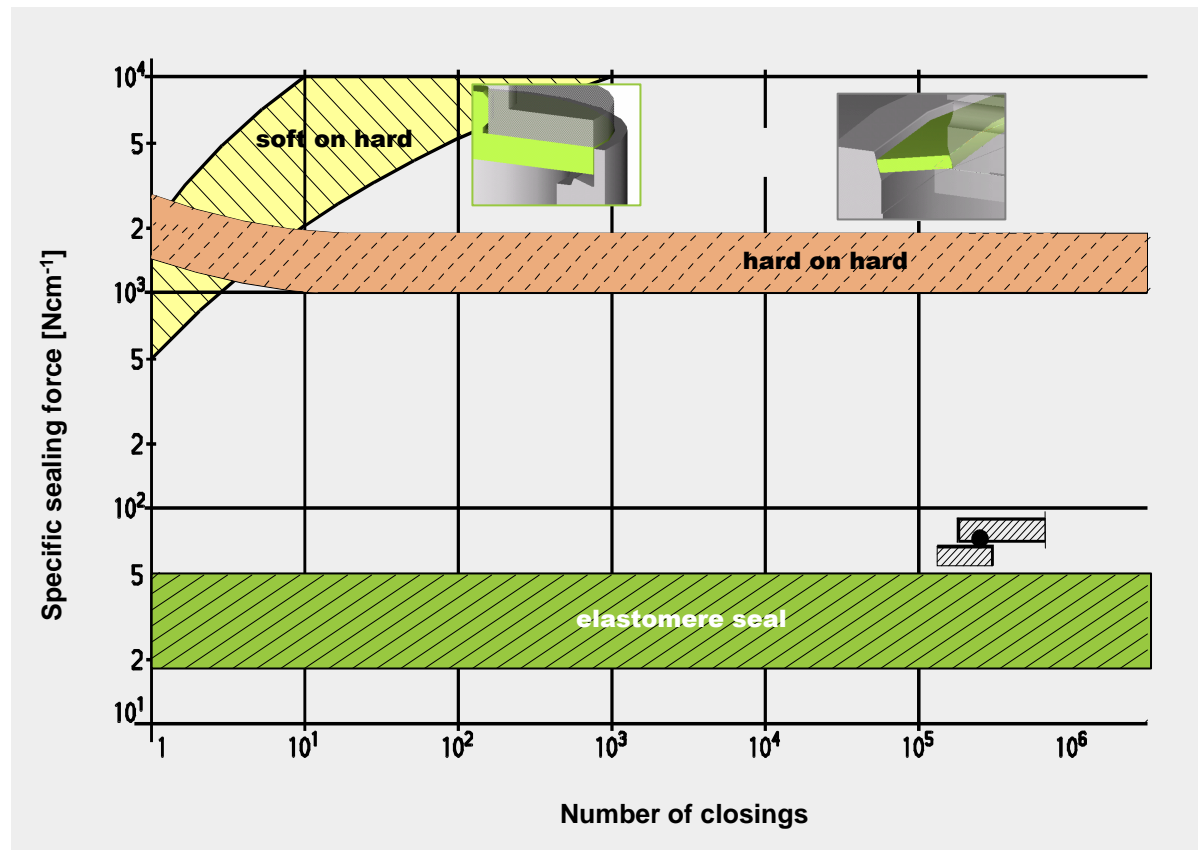 Specific sealing force [Ncm⁻¹]
10⁴
5
2
10³
5
2
10²
5
2
10¹
soft on hard
hard on hard
elastomere seal
1 10¹ 10² 10³ 10⁴ 10⁵ 10⁶
Number of closings